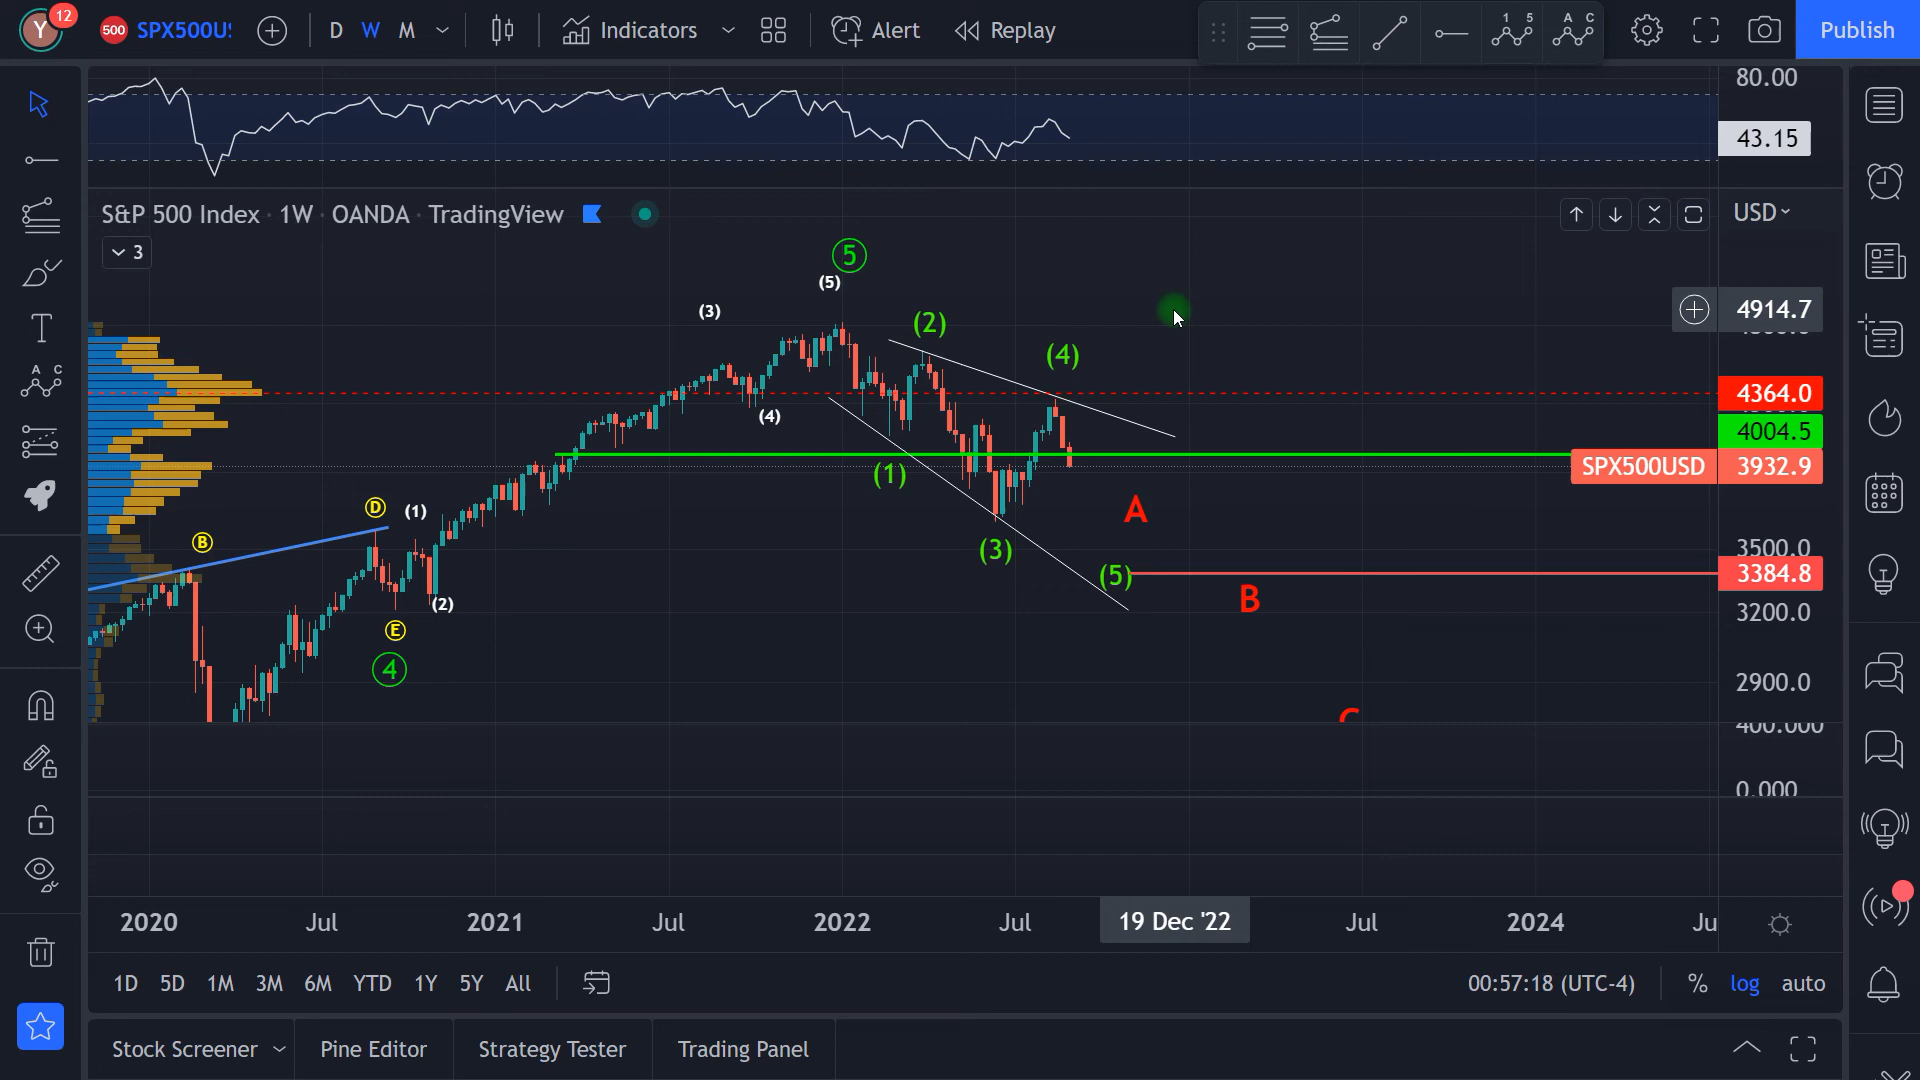 Y 12 500 SPX500U D W M Indicators Alert Replay 1 5 A C Publish
80.00
43.15
S&P 500 Index · 1W · OANDA · TradingView
USD
3
5
(5)
(3)
4914.7
(2)
(4)
4364.0
(4)
4004.5
(1)
SPX500USD 3932.9
D (1)
A
B
(3)
3500.0
(5)
3384.8
B
(2)
3200.0
E
4
2900.0
C
400.000
0.000
2020 Jul 2021 Jul 2022 Jul 19 Dec '22 Jul 2024 Ju
1D 5D 1M 3M 6M YTD 1Y 5Y All 00:57:18 (UTC-4) % log auto
Stock Screener Pine Editor Strategy Tester Trading Panel